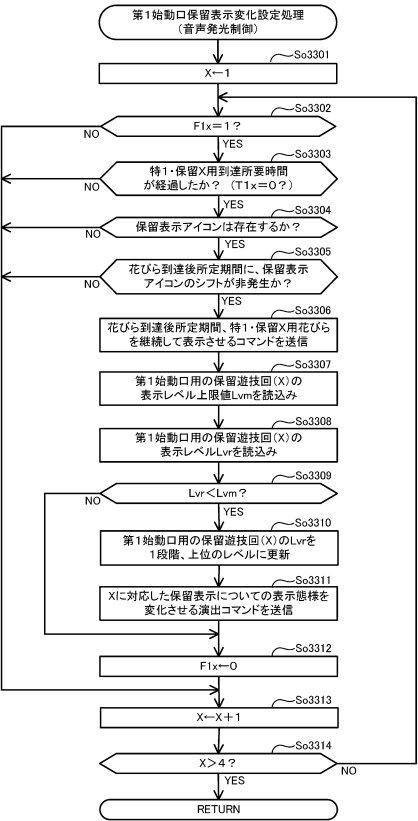 第1始動口保留表示変化設定処理
(音声発光制御)
So3301
X←1
So3302
F1x=1?
NO
YES
So3303
特1・保留X用到達所要時間
が経過したか? (T1x=0?)
NO
YES
So3304
保留表示アイコンは存在するか?
NO
YES
So3305
花びら到達後所定期間に、保留表示
アイコンのシフトが非発生か?
NO
YES
So3306
花びら到達後所定期間、特1・保留X用花びら
を継続して表示させるコマンドを送信
So3307
第1始動口用の保留遊技回(X)の
表示レベル上限値Lvmを読込み
So3308
第1始動口用の保留遊技回(X)の
表示レベルLvrを読込み
So3309
Lvr<Lvm?
NO
YES
So3310
第1始動口用の保留遊技回(X)のLvrを
1段階、上位のレベルに更新
So3311
Xに対応した保留表示についての表示態様を
変化させる演出コマンドを送信
So3312
F1x←0
So3313
X←X+1
So3314
X>4?
NO
YES
RETURN